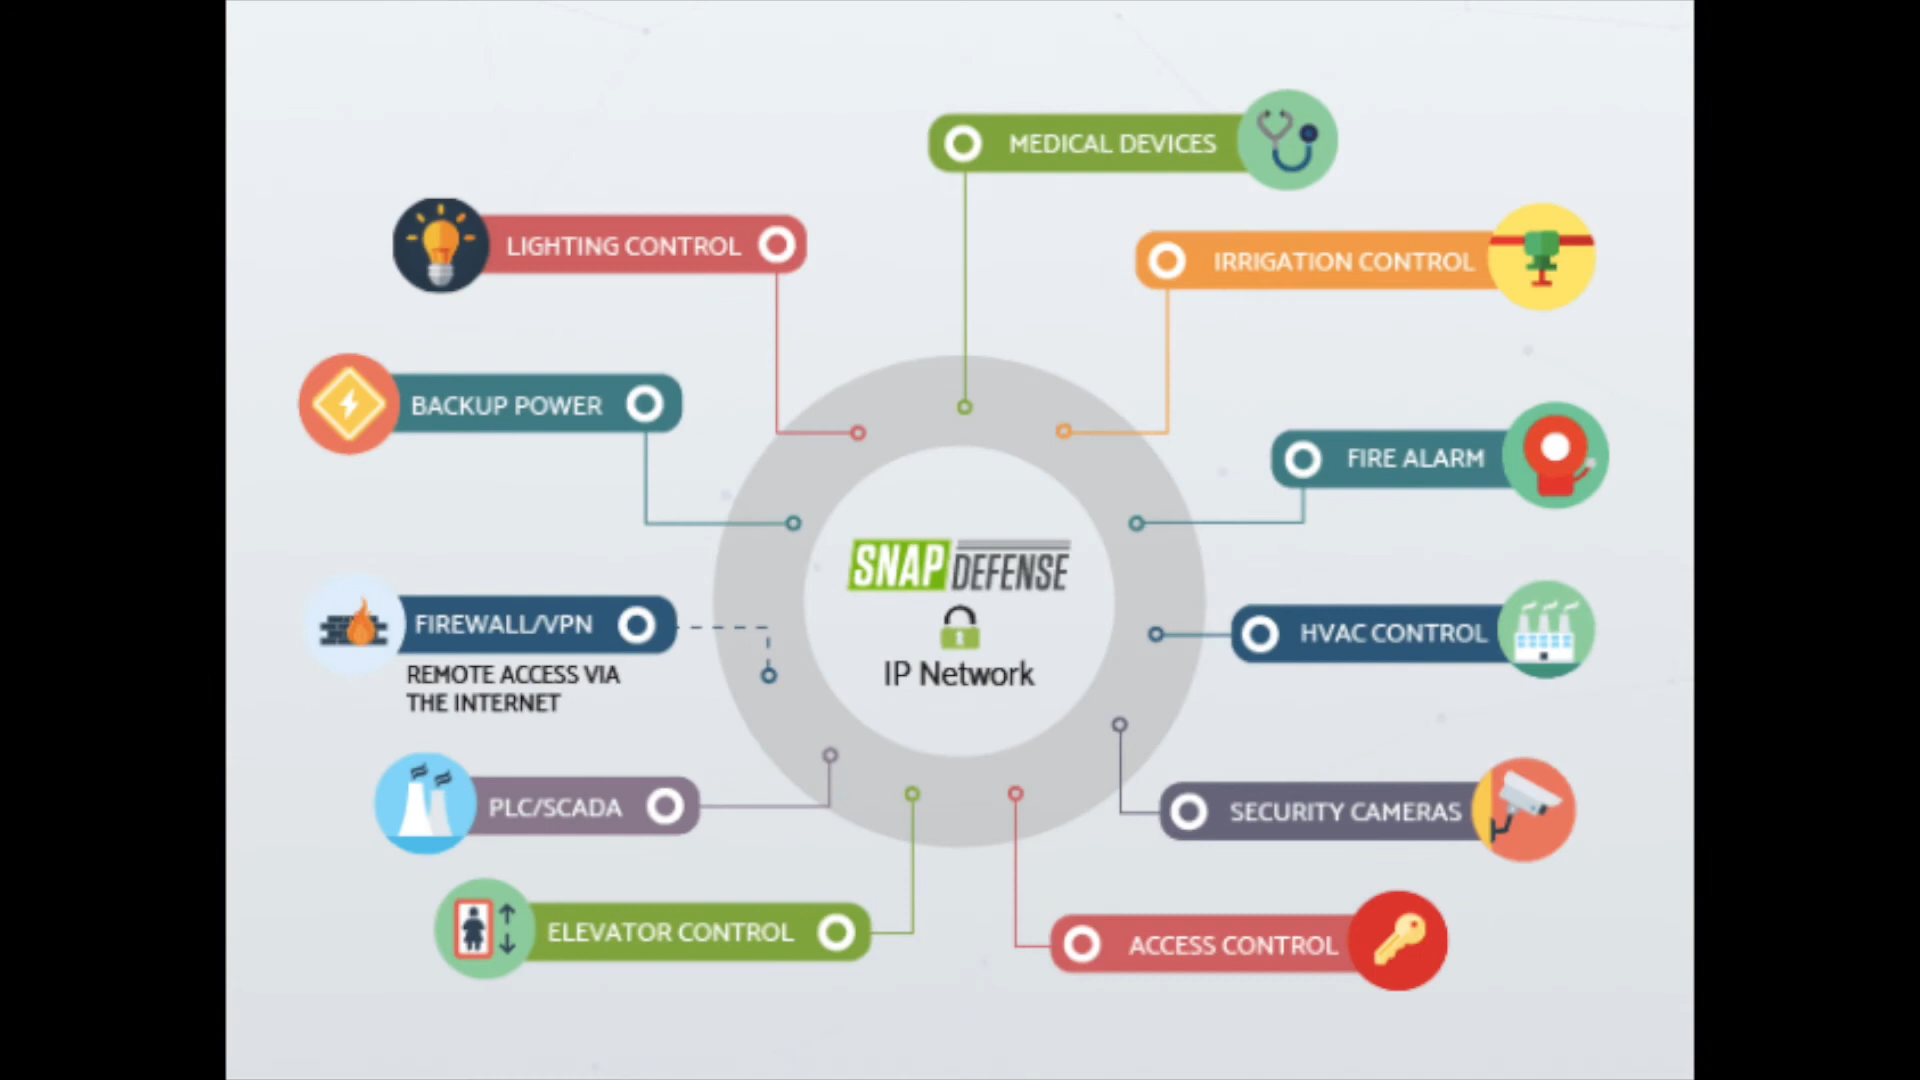 MEDICAL DEVICES
LIGHTING CONTROL
IRRIGATION CONTROL
BACKUP POWER
FIRE ALARM
SNAP DEFENSE
IP Network
FIREWALL/VPN
REMOTE ACCESS VIA
THE INTERNET
HVAC CONTROL
PLC/SCADA
SECURITY CAMERAS
ELEVATOR CONTROL
ACCESS CONTROL